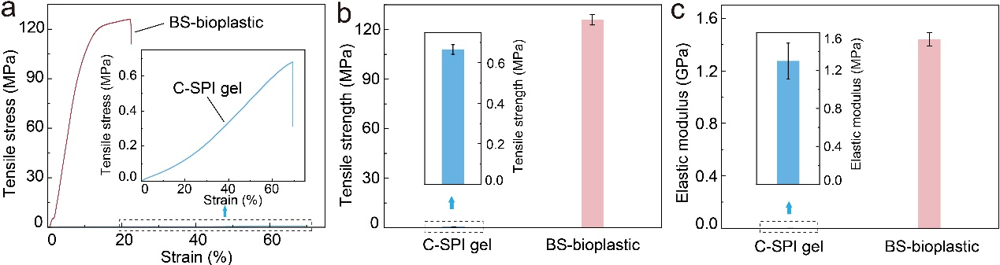 a
Tensile stress (MPa)
120
90
60
30
0
0 20 40 60
Strain (%)
BS-bioplastic
Tensile stress (MPa)
0.6
0.4
0.2
0.0
0 20 40 60
Strain (%)
C-SPI gel
b
Tensile strength (MPa)
120
90
60
30
0
0.6
0.4
0.2
0.0
Tensile strength (MPa)
C-SPI gel BS-bioplastic
c
Elastic modulus (GPa)
1.6
1.2
0.8
0.4
0.0
1.6
1.2
0.8
0.4
0.0
Elastic modulus (MPa)
C-SPI gel BS-bioplastic